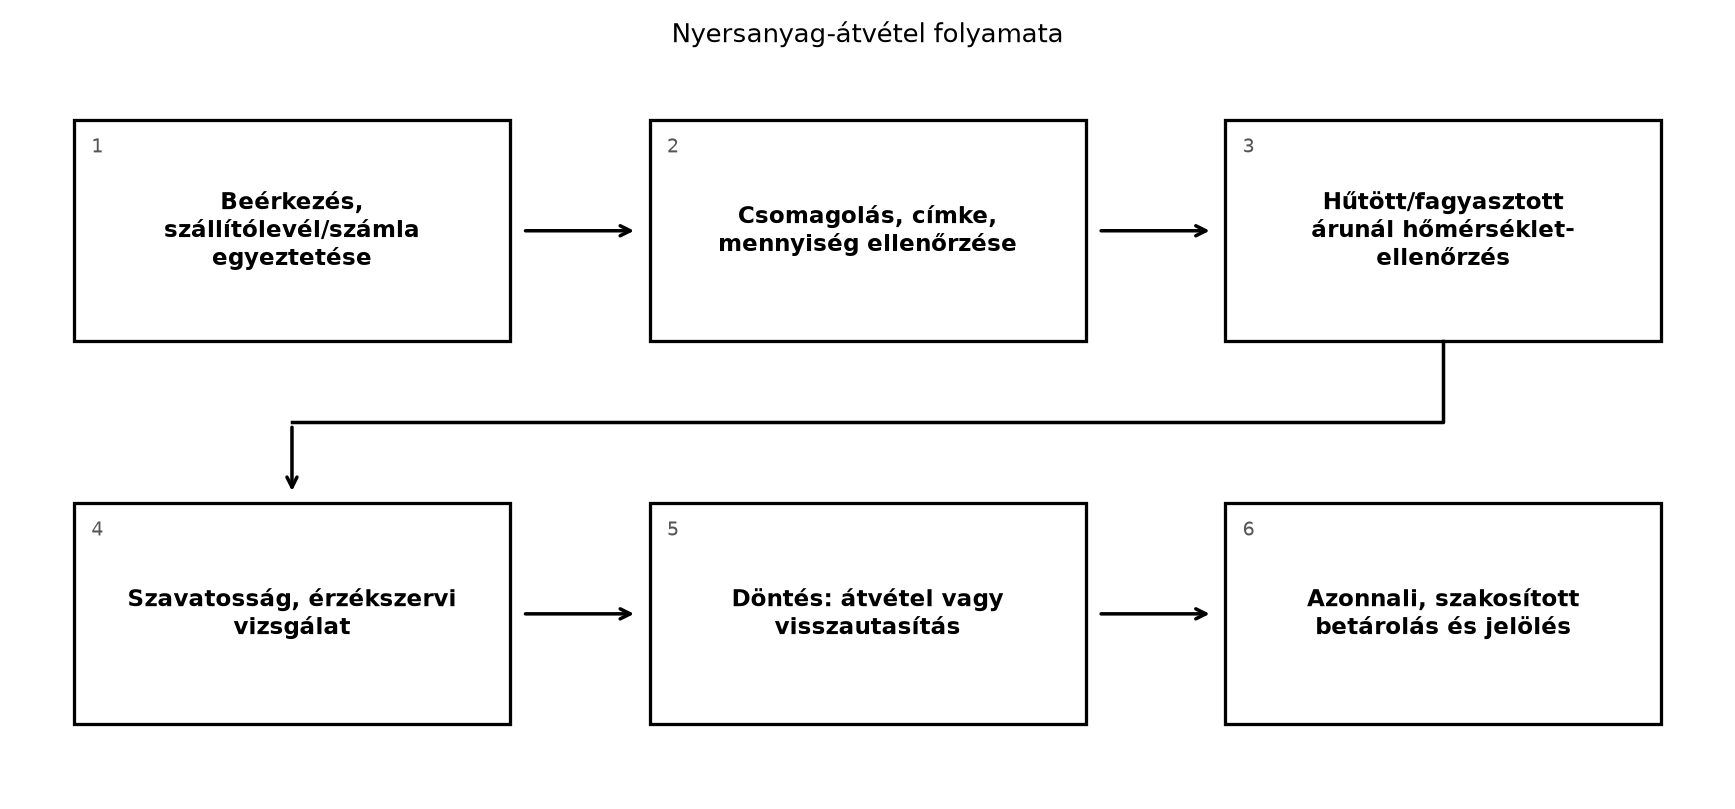 Nyersanyag-átvétel folyamata
1
Beérkezés,
szállítólevél/számla
egyeztetése
2
Csomagolás, címke,
mennyiség ellenőrzése
3
Hűtött/fagyasztott
árunál hőmérséklet-
ellenőrzés
4
Szavatosság, érzékszervi
vizsgálat
5
Döntés: átvétel vagy
visszautasítás
6
Azonnali, szakosított
betárolás és jelölés